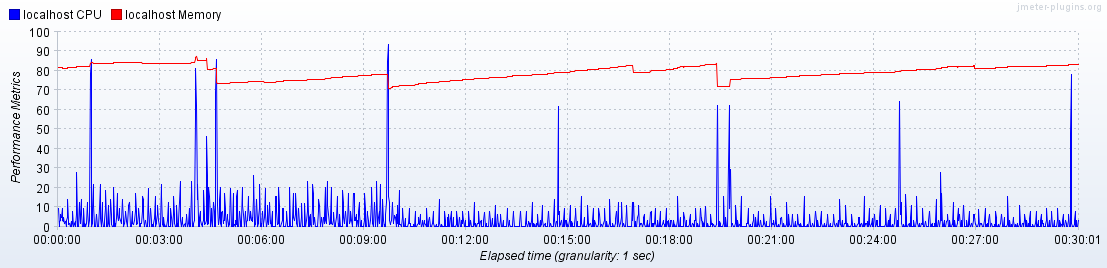 jmeter-plugins.org
localhost CPU localhost Memory
100
90
80
70
60
50
40
30
20
10
0
Performance Metrics
00:00:00 00:03:00 00:06:00 00:09:00 00:12:00 00:15:00 00:18:00 00:21:00 00:24:00 00:27:00 00:30:01
Elapsed time (granularity: 1 sec)